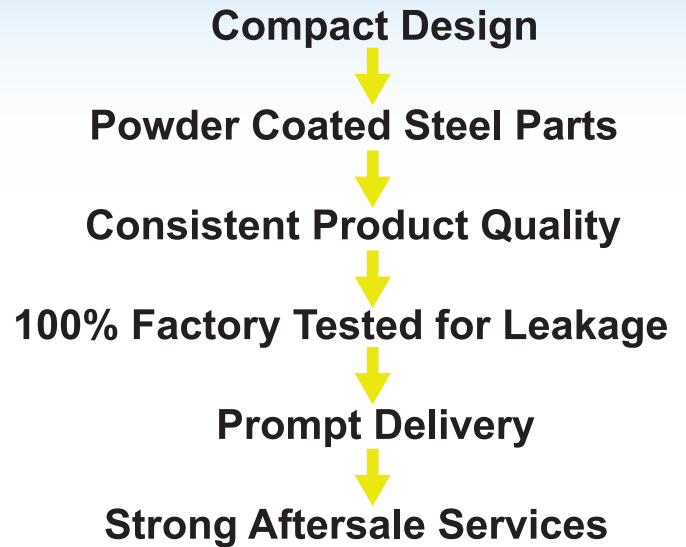 Compact Design
Powder Coated Steel Parts
Consistent Product Quality
100% Factory Tested for Leakage
Prompt Delivery
Strong Aftersale Services